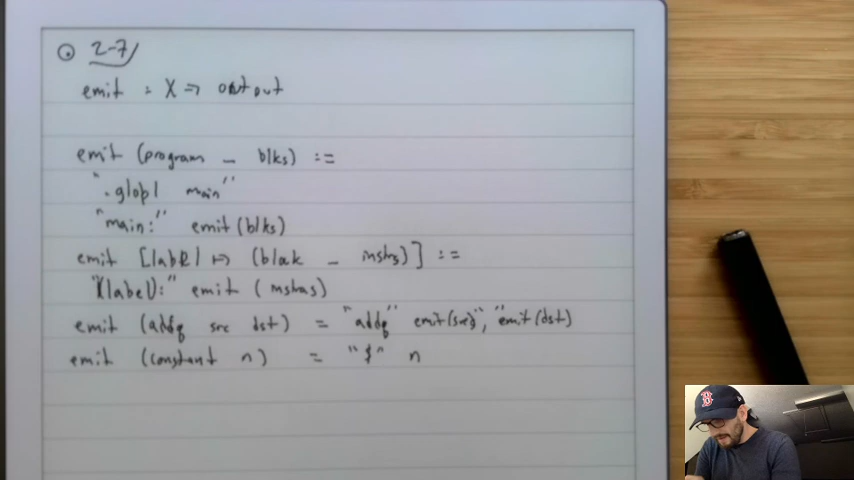 2-7
emit : X => output
emit (program _ blks) :=
".globl main"
"main:" emit(blks)
emit [label ↦ (block _ instrs)] :=
"(label):" emit (instrs)
emit (addq src dst) = "addq" emit(src) "," emit(dst)
emit (constant n) = "$" n
B